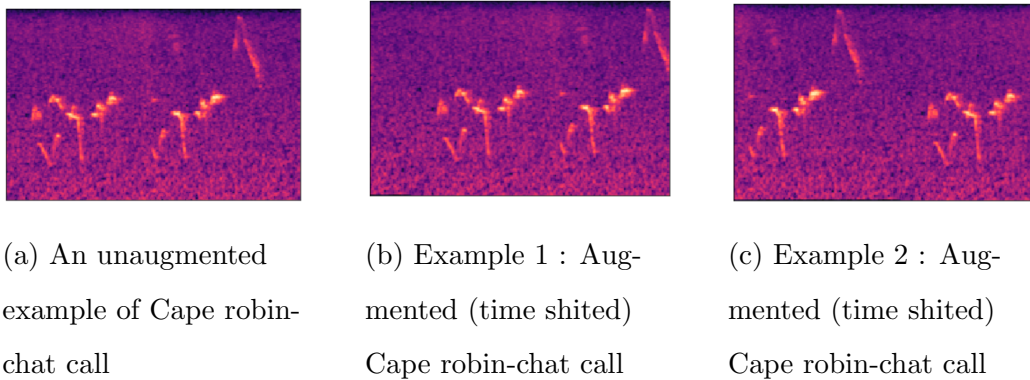 (a) An unaugmented
example of Cape robin-
chat call
(b) Example 1 : Aug-
mented (time shited)
Cape robin-chat call
(c) Example 2 : Aug-
mented (time shited)
Cape robin-chat call